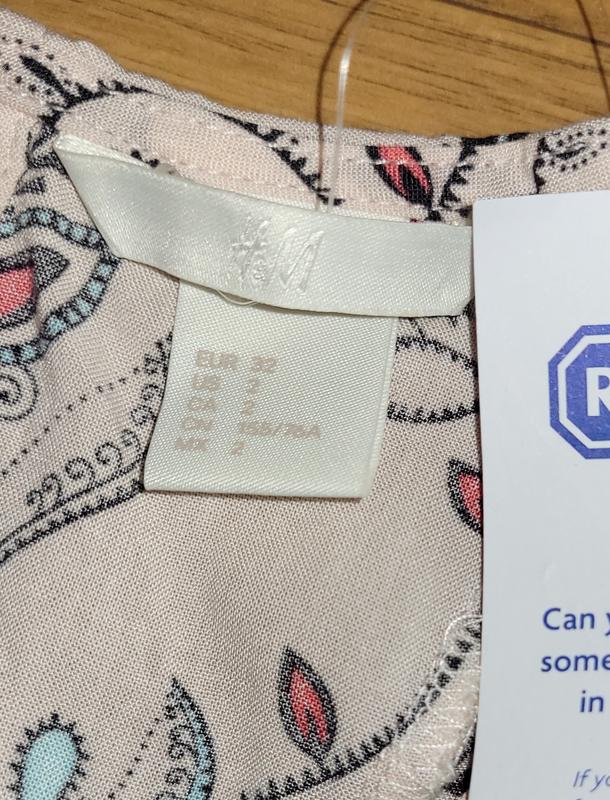 H&M
EUR 32
US 2
CA 2
CN 155/76A
MX 2
R
Can y
some
in
If yo